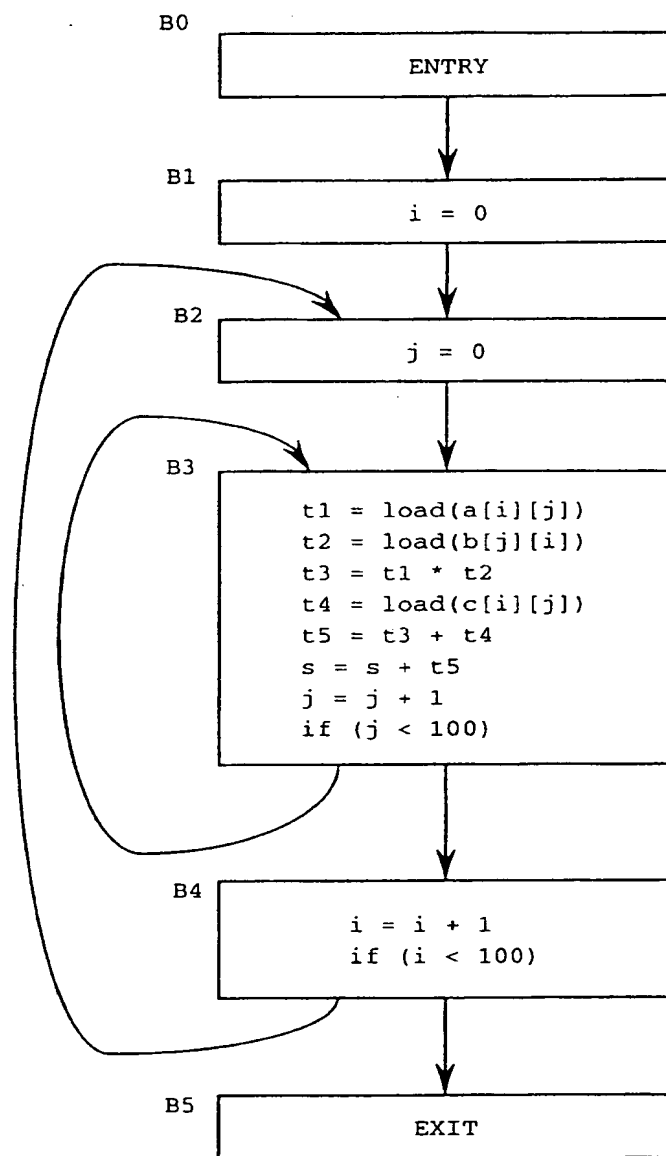 B0
ENTRY
B1
i = 0
B2
j = 0
B3
t1 = load(a[i][j])
t2 = load(b[j][i])
t3 = t1 * t2
t4 = load(c[i][j])
t5 = t3 + t4
s = s + t5
j = j + 1
if (j < 100)
B4
i = i + 1
if (i < 100)
B5
EXIT